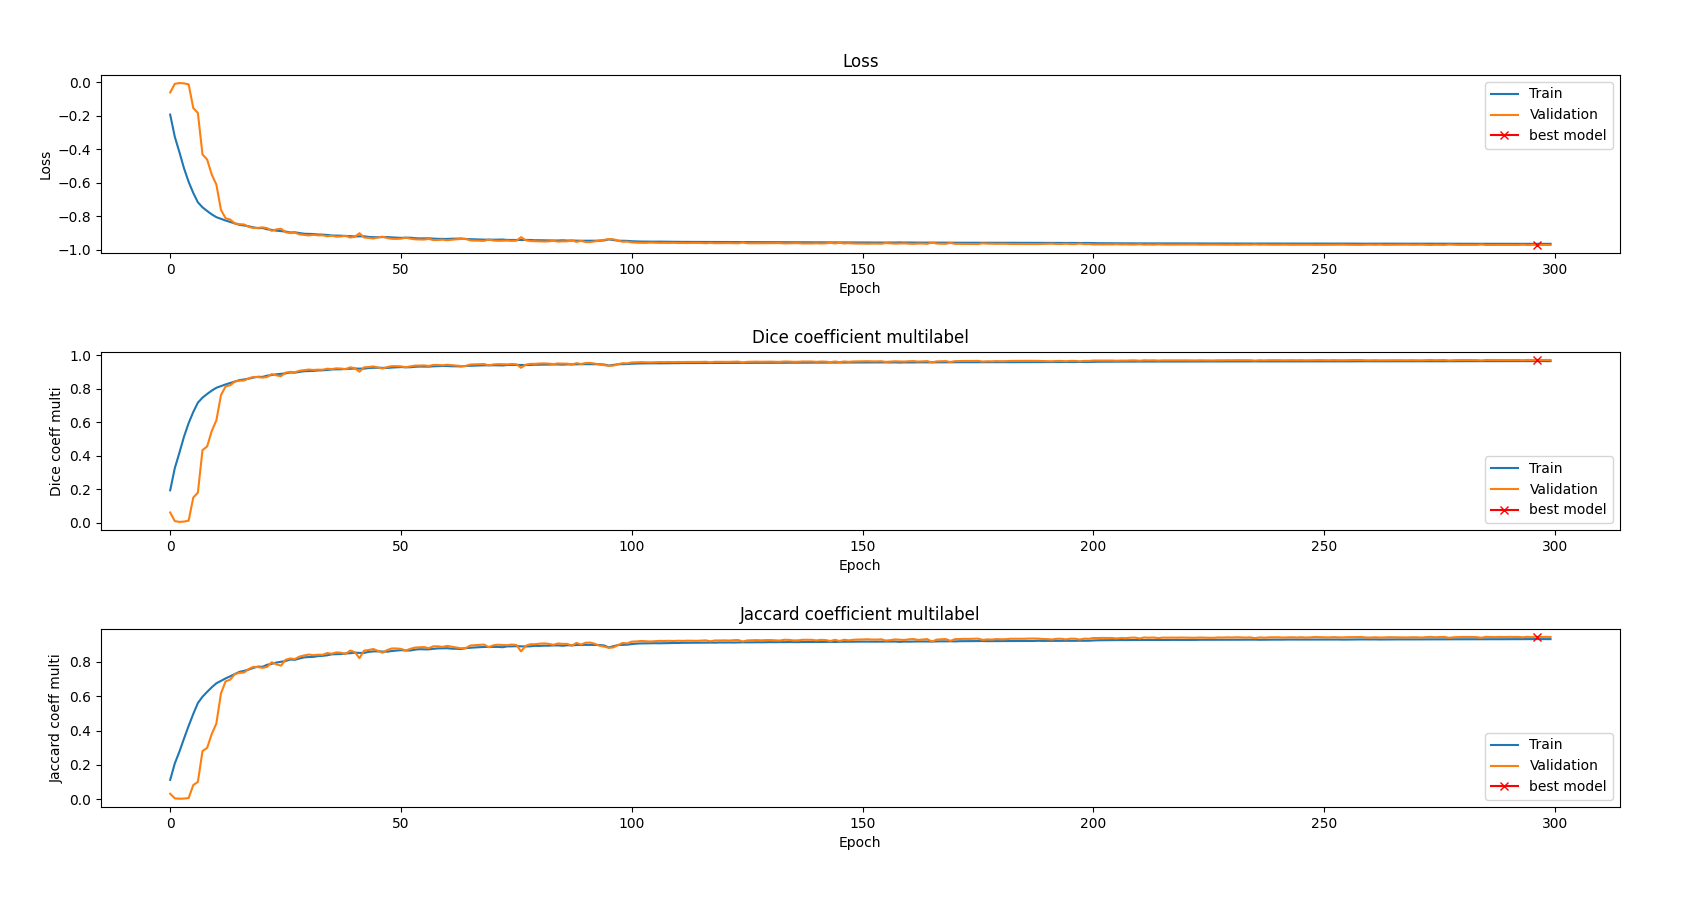 Loss
0.0
−0.2
−0.4
−0.6
−0.8
−1.0
Loss
Train
Validation
best model
0 50 100 150 200 250 300
Epoch
Dice coefficient multilabel
1.0
0.8
0.6
0.4
0.2
0.0
Dice coeff multi
Train
Validation
best model
0 50 100 150 200 250 300
Epoch
Jaccard coefficient multilabel
0.8
0.6
0.4
0.2
0.0
Jaccard coeff multi
Train
Validation
best model
0 50 100 150 200 250 300
Epoch